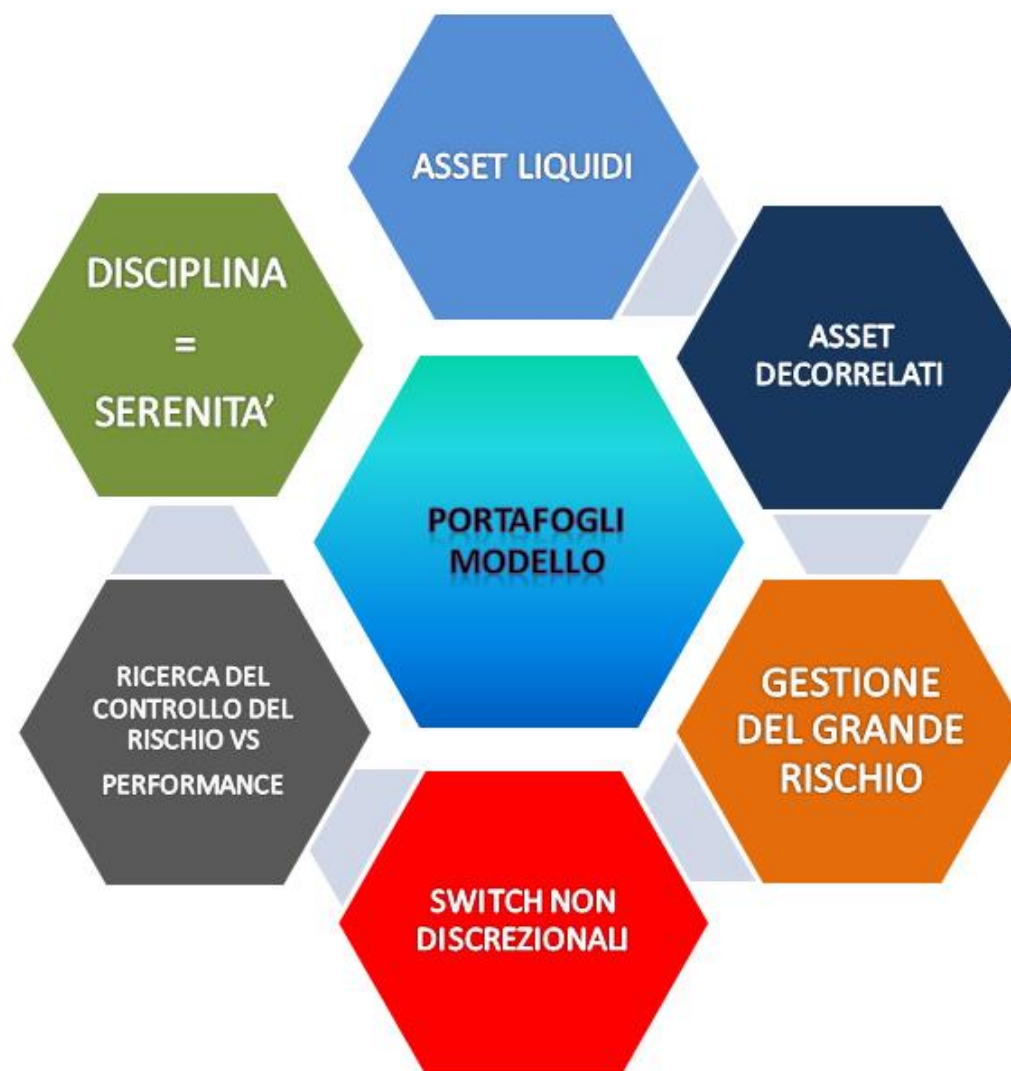 ASSET LIQUIDI
ASSET
DECORRELATI
GESTIONE
DEL GRANDE
RISCHIO
SWITCH NON
DISCREZIONALI
RICERCA DEL
CONTROLLO DEL
RISCHIO VS
PERFORMANCE
DISCIPLINA
=
SERENITA’
PORTAFOGLI
MODELLO